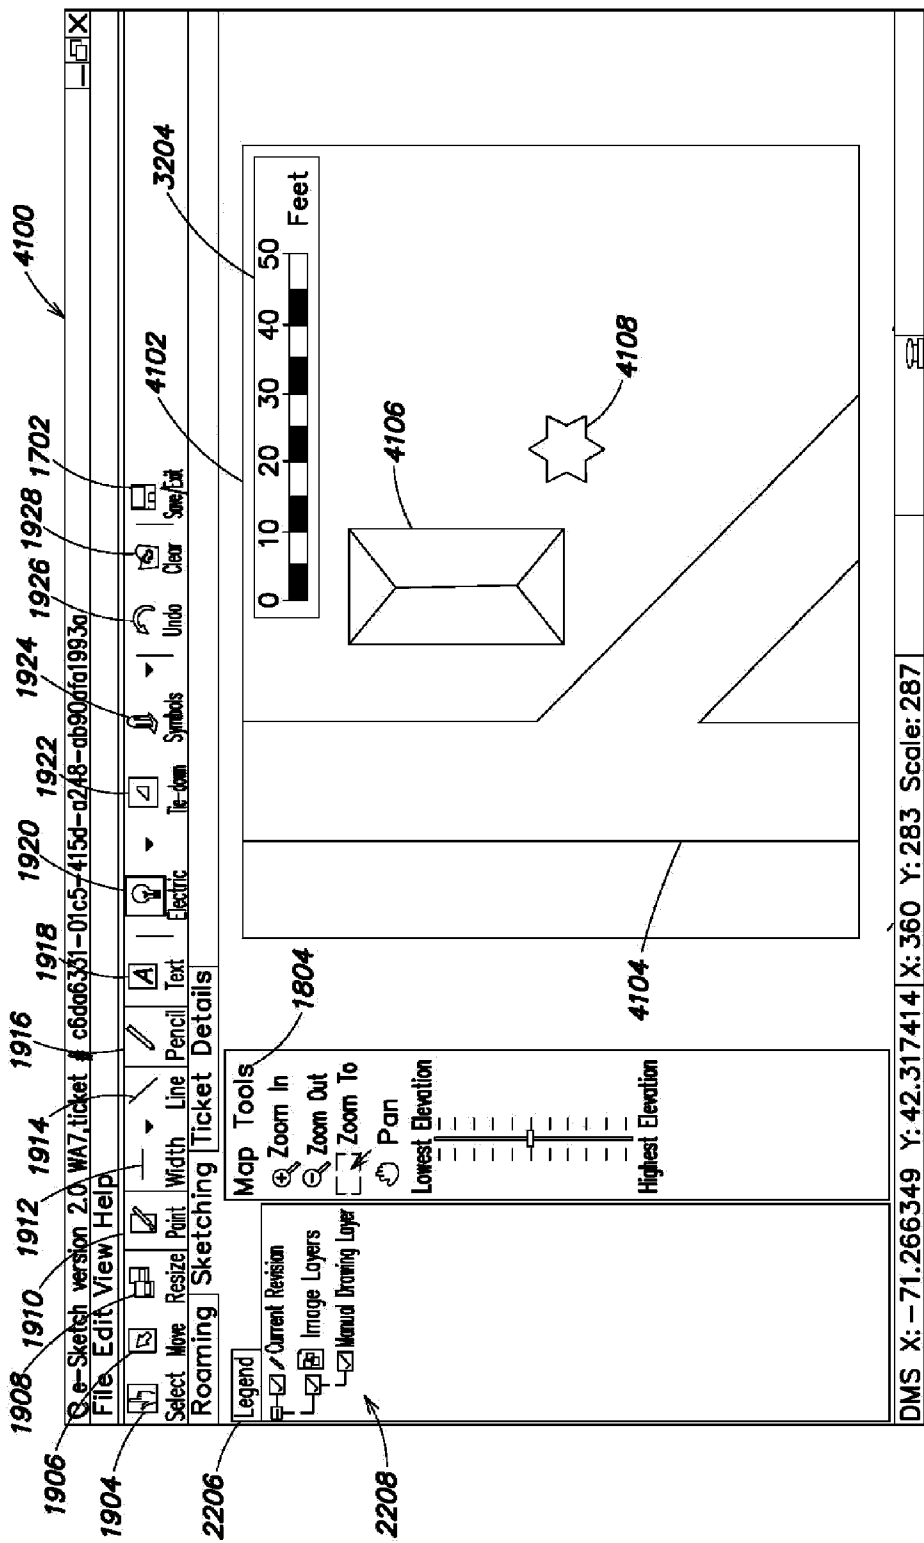 4100
e-Sketch version 2.0 WA7,ticket # c6da6331-01c5-415d-a248-ab90afa1993a
File Edit View Help
1904
1906
1908
1910
1912
1914
1916
1918
1920
1922
1924
1926
1928
1702
Select Move Resize Paint Width Line Pencil Text Electric Tie-down Symbols Undo Clear Save/Exit
Roaming Sketching Ticket Details
2206
Legend
Current Revision
Image Layers
Manual Drawing Layer
2208
Map Tools
Zoom In
Zoom Out
Zoom To
Pan
Lowest Elevation
Highest Elevation
1804
4102
3204
0 10 20 30 40 50
Feet
4106
4108
4104
DMS X: -71.266349 Y: 42.317414 X: 360 Y: 283 Scale: 287